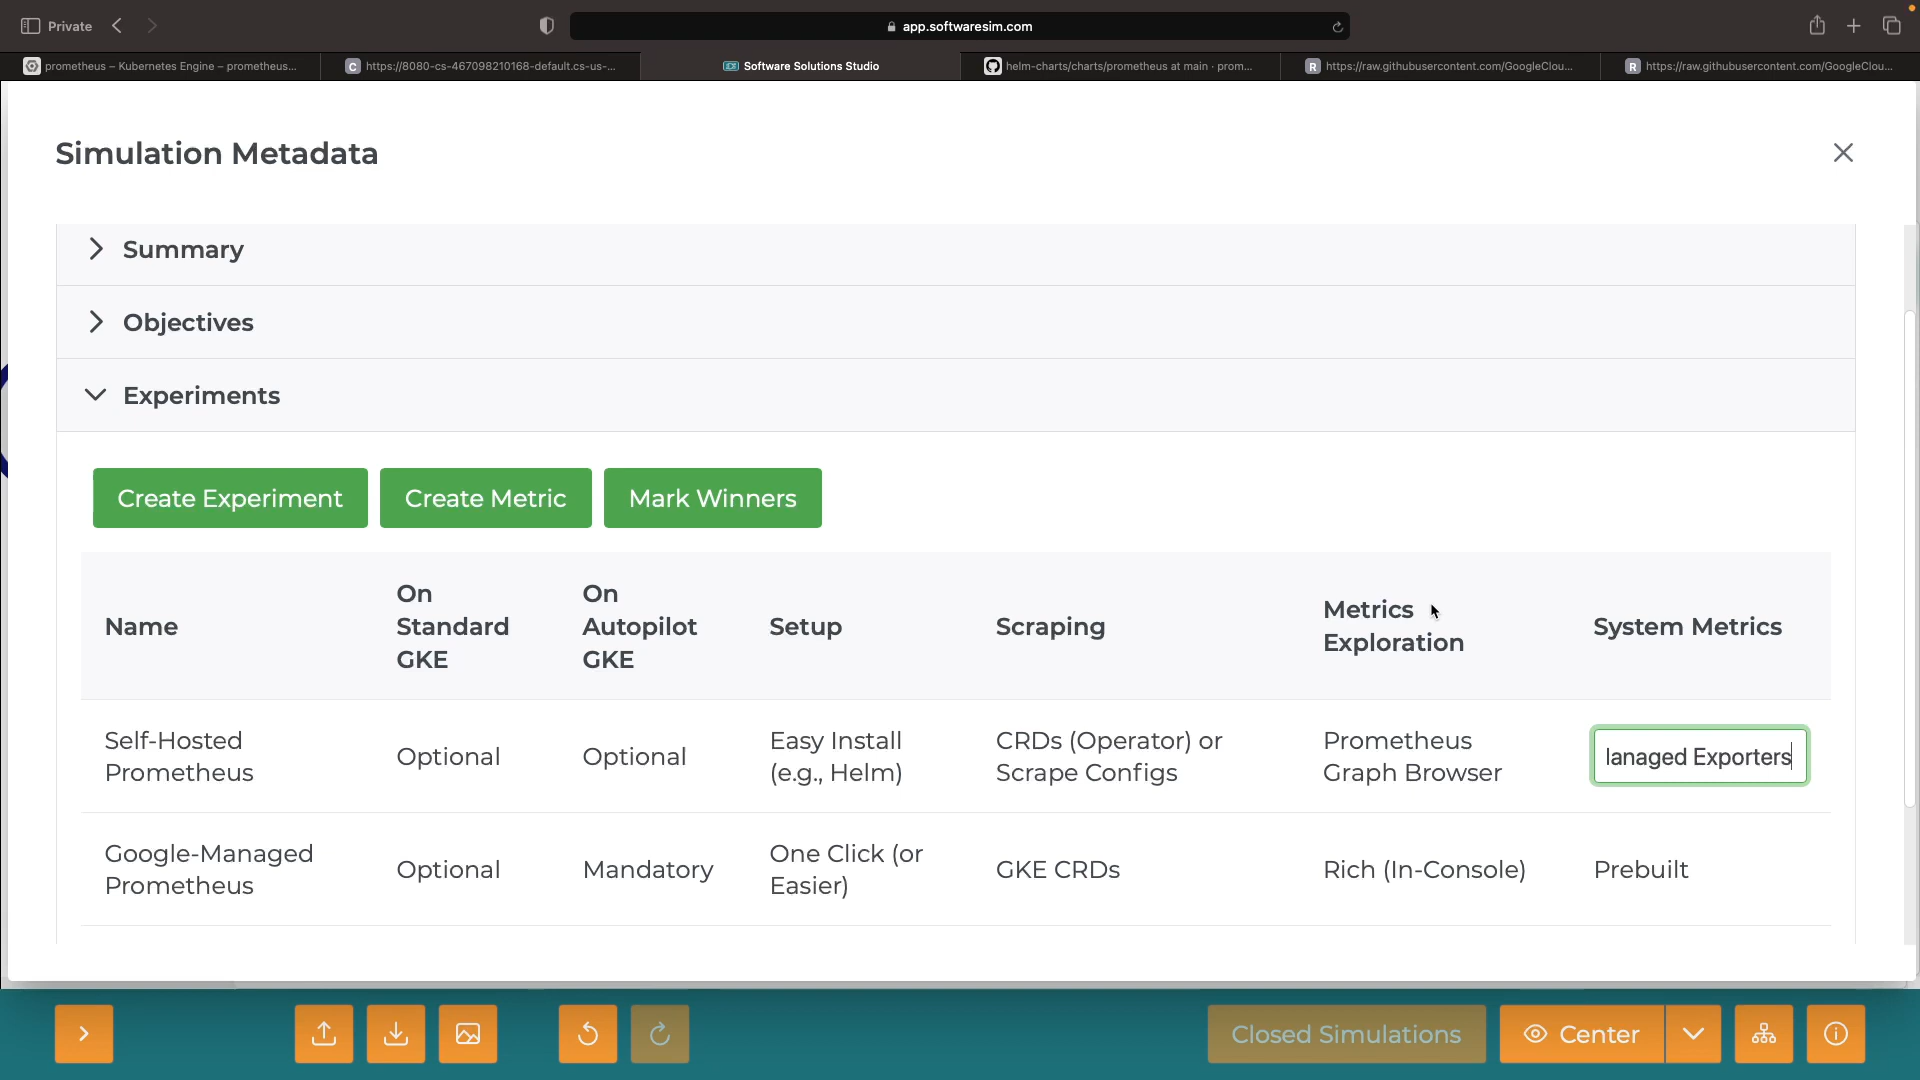 Private
app.softwaresim.com
prometheus – Kubernetes Engine – prometheus...
C https://8080-cs-467098210168-default.cs-us-...
Software Solutions Studio
helm-charts/charts/prometheus at main · prom...
R https://raw.githubusercontent.com/GoogleClou...
R https://raw.githubusercontent.com/GoogleClou...
Simulation Metadata
Summary
Objectives
Experiments
Create Experiment
Create Metric
Mark Winners
Name
On
Standard
GKE
On
Autopilot
GKE
Setup
Scraping
Metrics
Exploration
System Metrics
Self-Hosted
Prometheus
Optional
Optional
Easy Install
(e.g., Helm)
CRDs (Operator) or
Scrape Configs
Prometheus
Graph Browser
lanaged Exporters
Google-Managed
Prometheus
Optional
Mandatory
One Click (or
Easier)
GKE CRDs
Rich (In-Console)
Prebuilt
Closed Simulations
Center